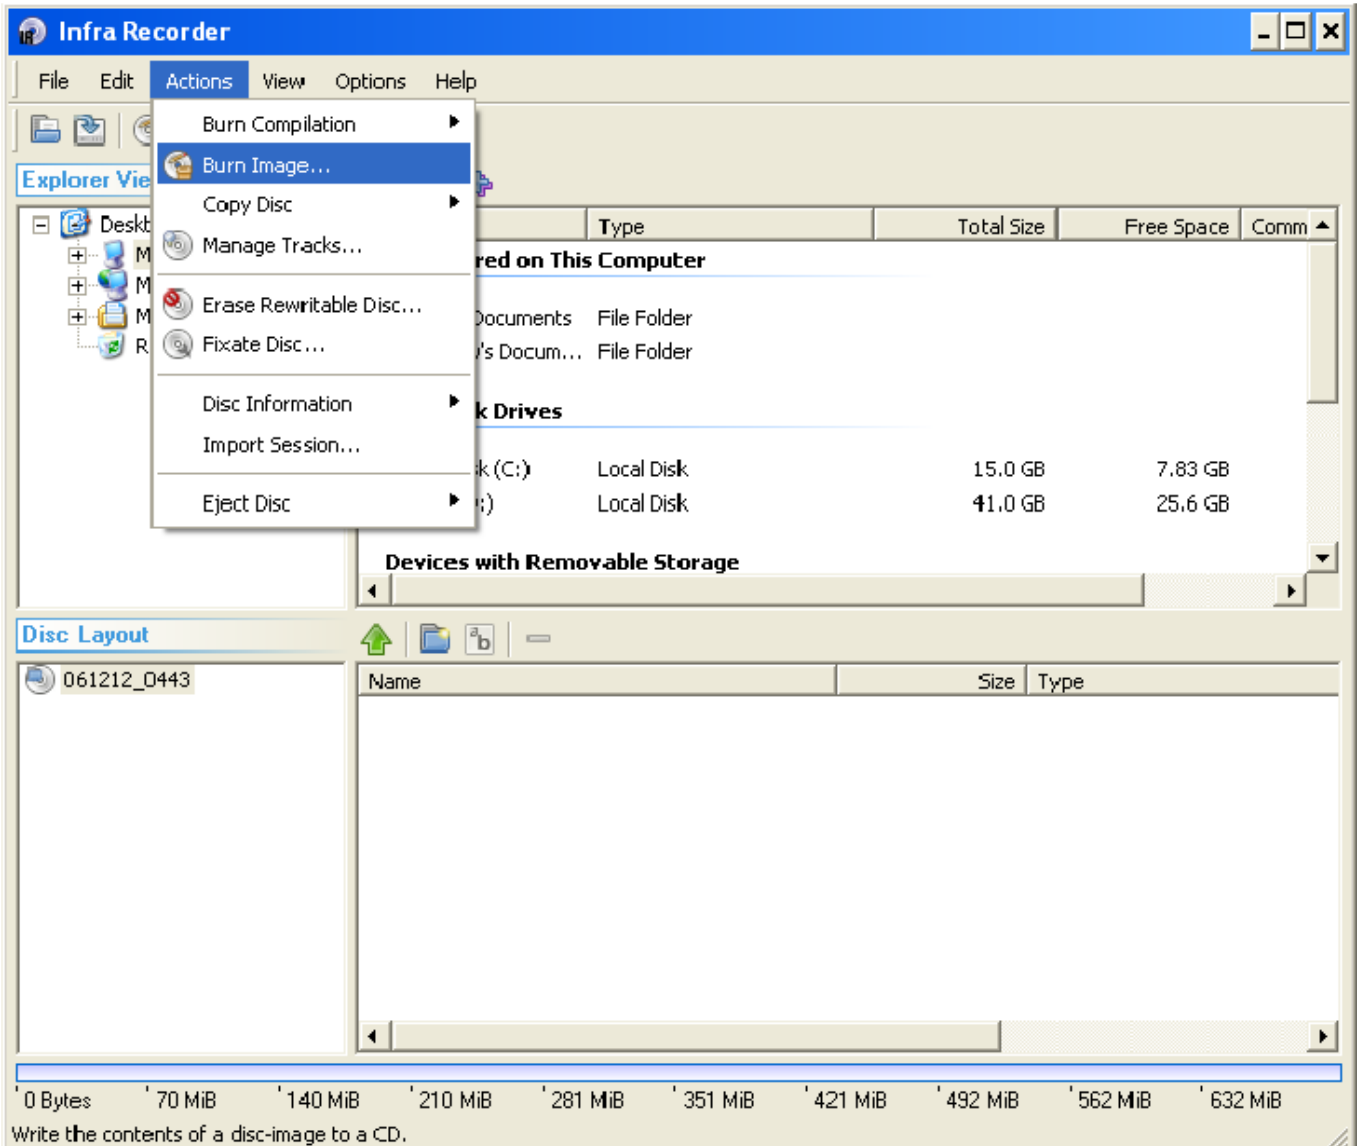 Infra Recorder
File Edit Actions View Options Help
Burn Compilation
Burn Image...
Copy Disc
Manage Tracks...
Erase Rewritable Disc...
Fixate Disc...
Disc Information
Import Session...
Eject Disc
Explorer Vie
Deskt
M
M
M
R
Type Total Size Free Space Comm
red on This Computer
Documents File Folder
's Docum... File Folder
k Drives
k (C:) Local Disk 15.0 GB 7.83 GB
:) Local Disk 41.0 GB 25.6 GB
Devices with Removable Storage
Disc Layout
061212_0443
Name Size Type
0 Bytes 70 MiB 140 MiB 210 MiB 281 MiB 351 MiB 421 MiB 492 MiB 562 MiB 632 MiB
Write the contents of a disc-image to a CD.